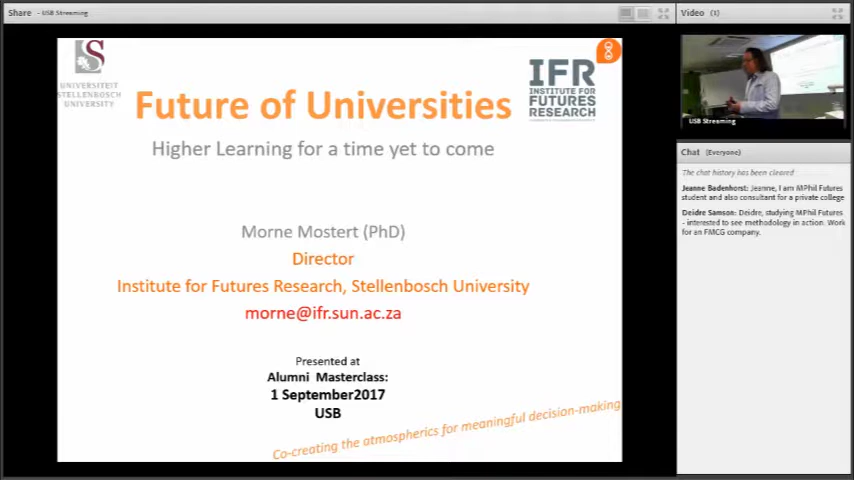 Share - USB Streaming
UNIVERSITEIT
STELLENBOSCH
UNIVERSITY
Future of Universities
Higher Learning for a time yet to come
IFR
INSTITUTE FOR
FUTURES
RESEARCH
Morne Mostert (PhD)
Director
Institute for Futures Research, Stellenbosch University
morne@ifr.sun.ac.za
Presented at
Alumni Masterclass:
1 September2017
USB
Co-creating the atmospherics for meaningful decision-making
Video (1)
USB Streaming
Chat (Everyone)
The chat history has been cleared
Jeanne Badenhorst: Jeanne, I am MPhil Futures
student and also consultant for a private college
Deidre Samson: Deidre, studying MPhil Futures
- interested to see methodology in action. Work
for an FMCG company.